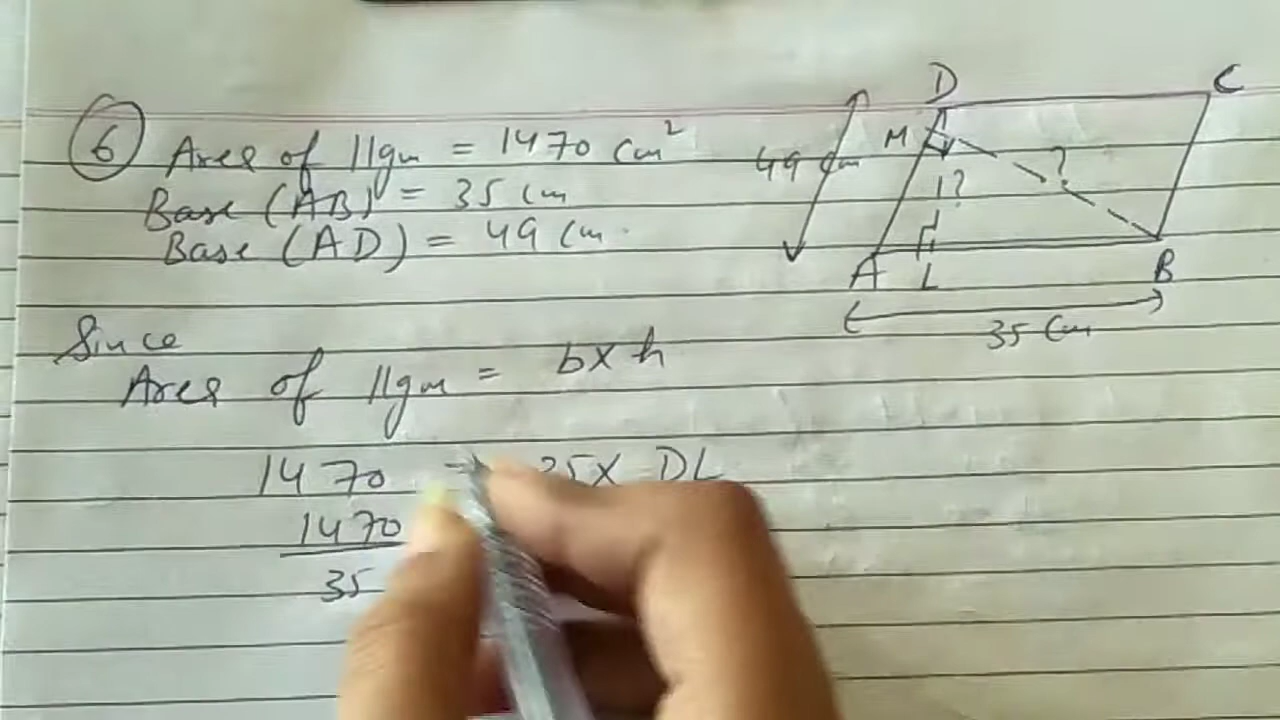 6 Area of ||gm = 1470 cm²
Base (AB) = 35 cm
Base (AD) = 49 cm.
D
C
M
49 cm
?
?
A
L
B
35 cm
Since
Area of ||gm = b x h
1470 = 35 x DL
1470
35